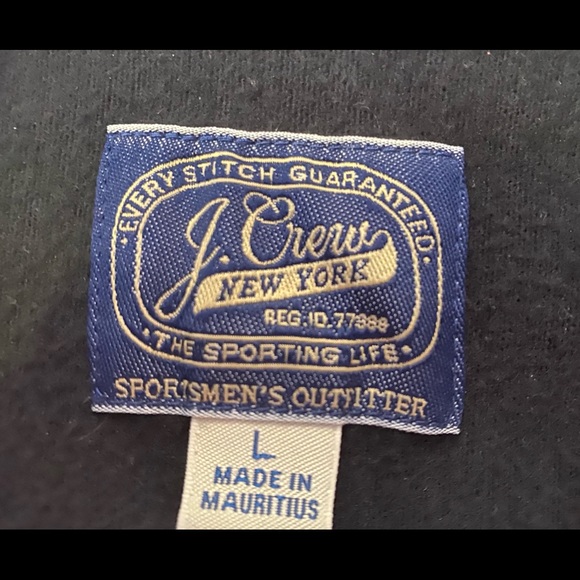 ·EVERY STITCH GUARANTEED·
J. Crew
NEW YORK
REG. ID. 77388
·THE SPORTING LIFE·
SPORTSMEN'S OUTFITTER
L
MADE IN
MAURITIUS